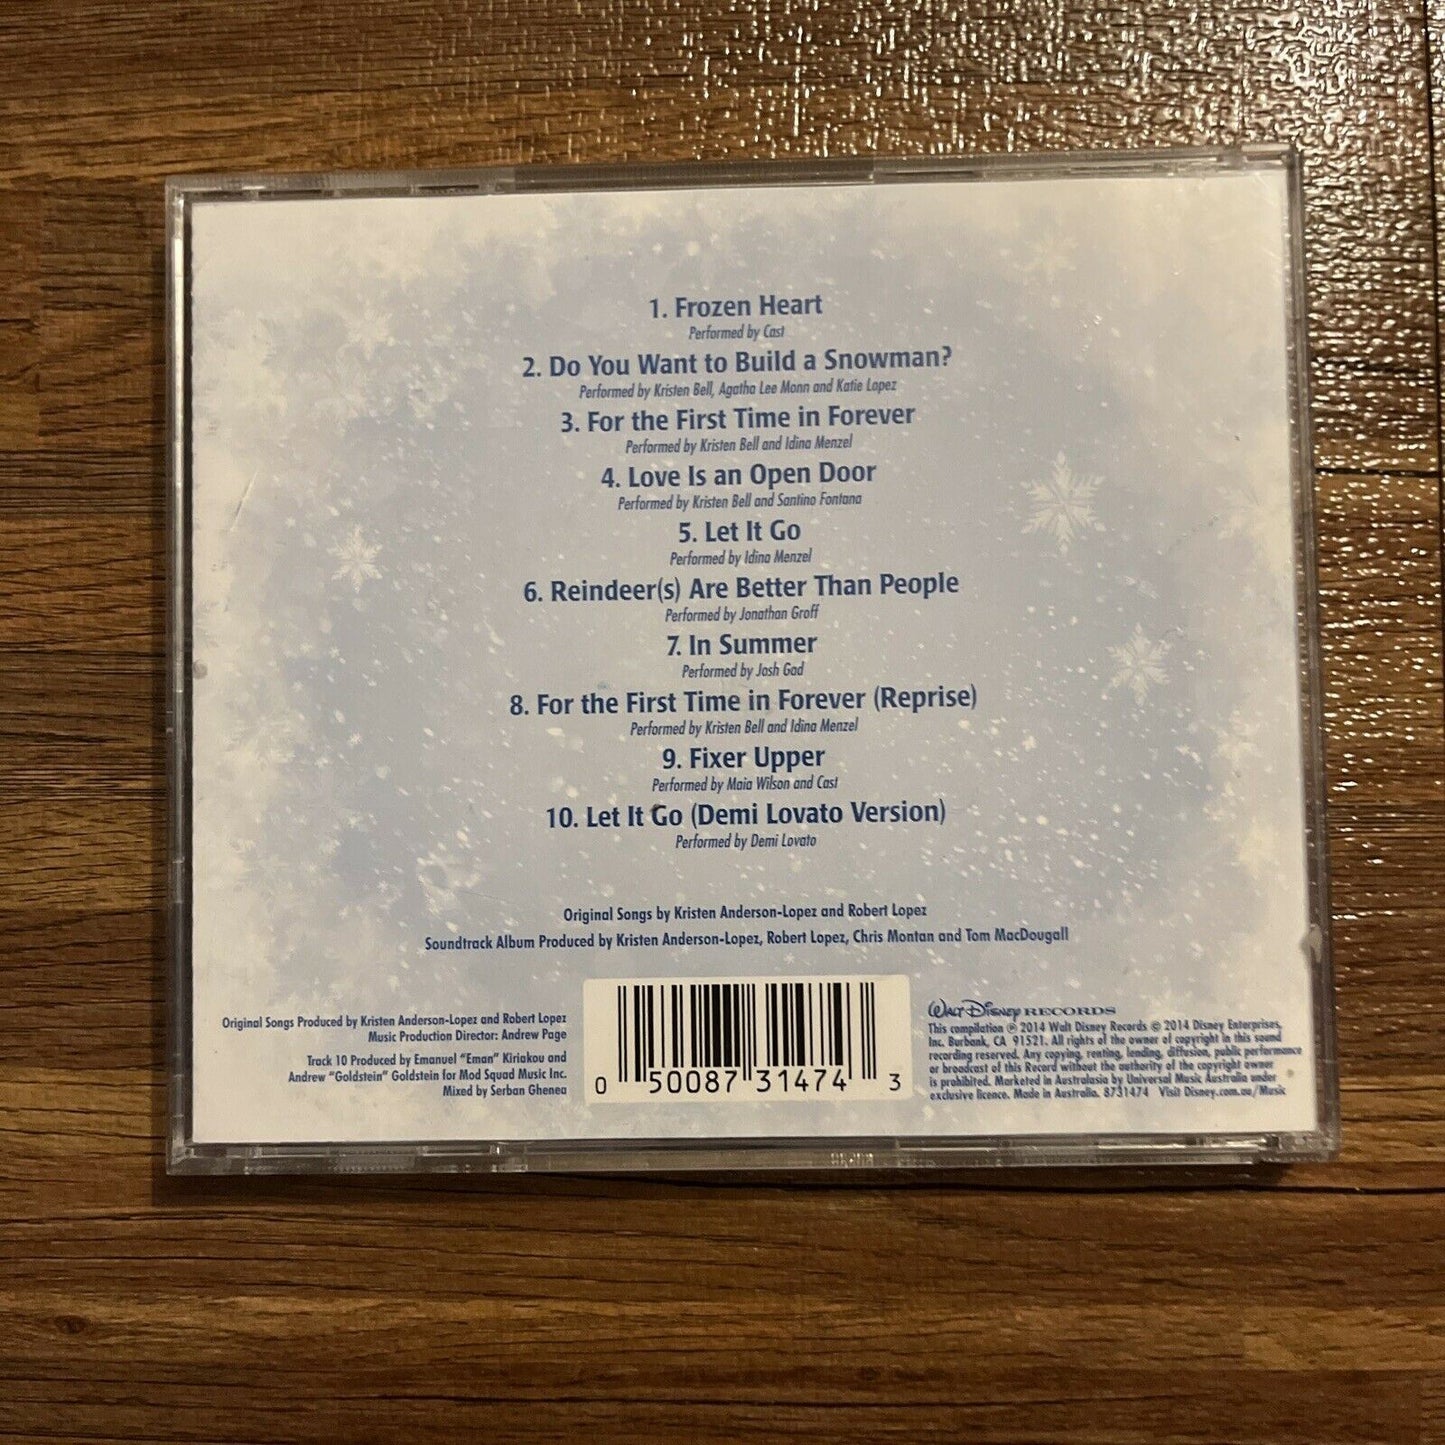 1. Frozen Heart
Performed by Cast
2. Do You Want to Build a Snowman?
Performed by Kristen Bell, Agatha Lee Monn and Katie Lopez
3. For the First Time in Forever
Performed by Kristen Bell and Idina Menzel
4. Love Is an Open Door
Performed by Kristen Bell and Santino Fontana
5. Let It Go
Performed by Idina Menzel
6. Reindeer(s) Are Better Than People
Performed by Jonathan Groff
7. In Summer
Performed by Josh Gad
8. For the First Time in Forever (Reprise)
Performed by Kristen Bell and Idina Menzel
9. Fixer Upper
Performed by Maia Wilson and Cast
10. Let It Go (Demi Lovato Version)
Performed by Demi Lovato
Original Songs by Kristen Anderson-Lopez and Robert Lopez
Soundtrack Album Produced by Kristen Anderson-Lopez, Robert Lopez, Chris Montan and Tom MacDougall
Original Songs Produced by Kristen Anderson-Lopez and Robert Lopez
Music Production Director: Andrew Page
Track 10 Produced by Emanuel “Eman” Kiriakou and
Andrew “Goldstein” Goldstein for Mod Squad Music Inc.
Mixed by Serban Ghenea
0 50087 31474 3
Walt Disney RECORDS
This compilation ℗ 2014 Walt Disney Records © 2014 Disney Enterprises,
Inc. Burbank, CA 91521. All rights of the owner of copyright in this sound
recording reserved. Any copying, renting, lending, diffusion, public performance
or broadcast of this Record without the authority of the copyright owner
is prohibited. Marketed in Australasia by Universal Music Australia under
exclusive licence. Made in Australia. 8731474 Visit Disney.com.au/Music